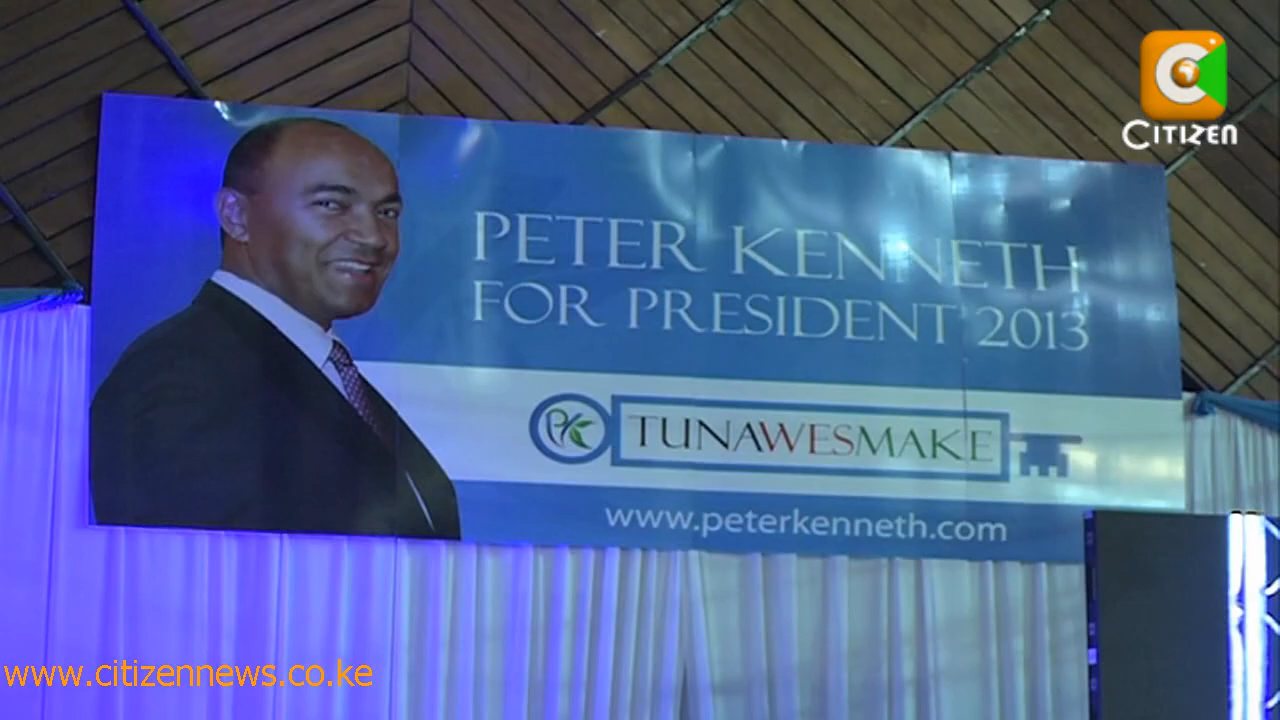 CITIZEN
PETER KENNETH
FOR PRESIDENT 2013
PK
TUNAWESMAKE
www.peterkenneth.com
www.citizennews.co.ke